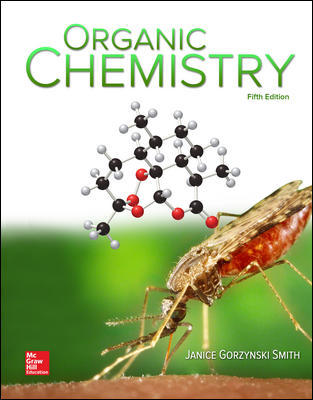 ORGANIC
CHEMISTRY
Fifth Edition
JANICE GORZYNSKI SMITH
Mc
Graw
Hill
Education